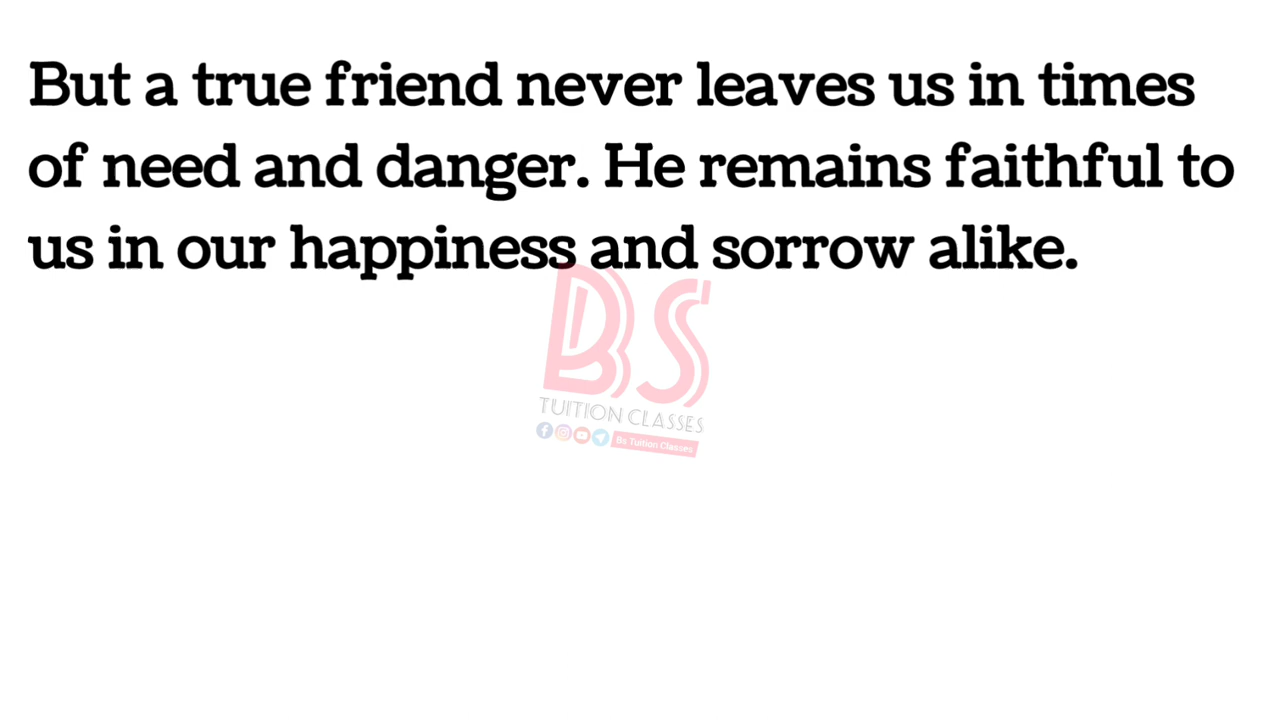 But a true friend never leaves us in times
of need and danger. He remains faithful to
us in our happiness and sorrow alike.
BS
TUITION CLASSES
Bs Tuition Classes